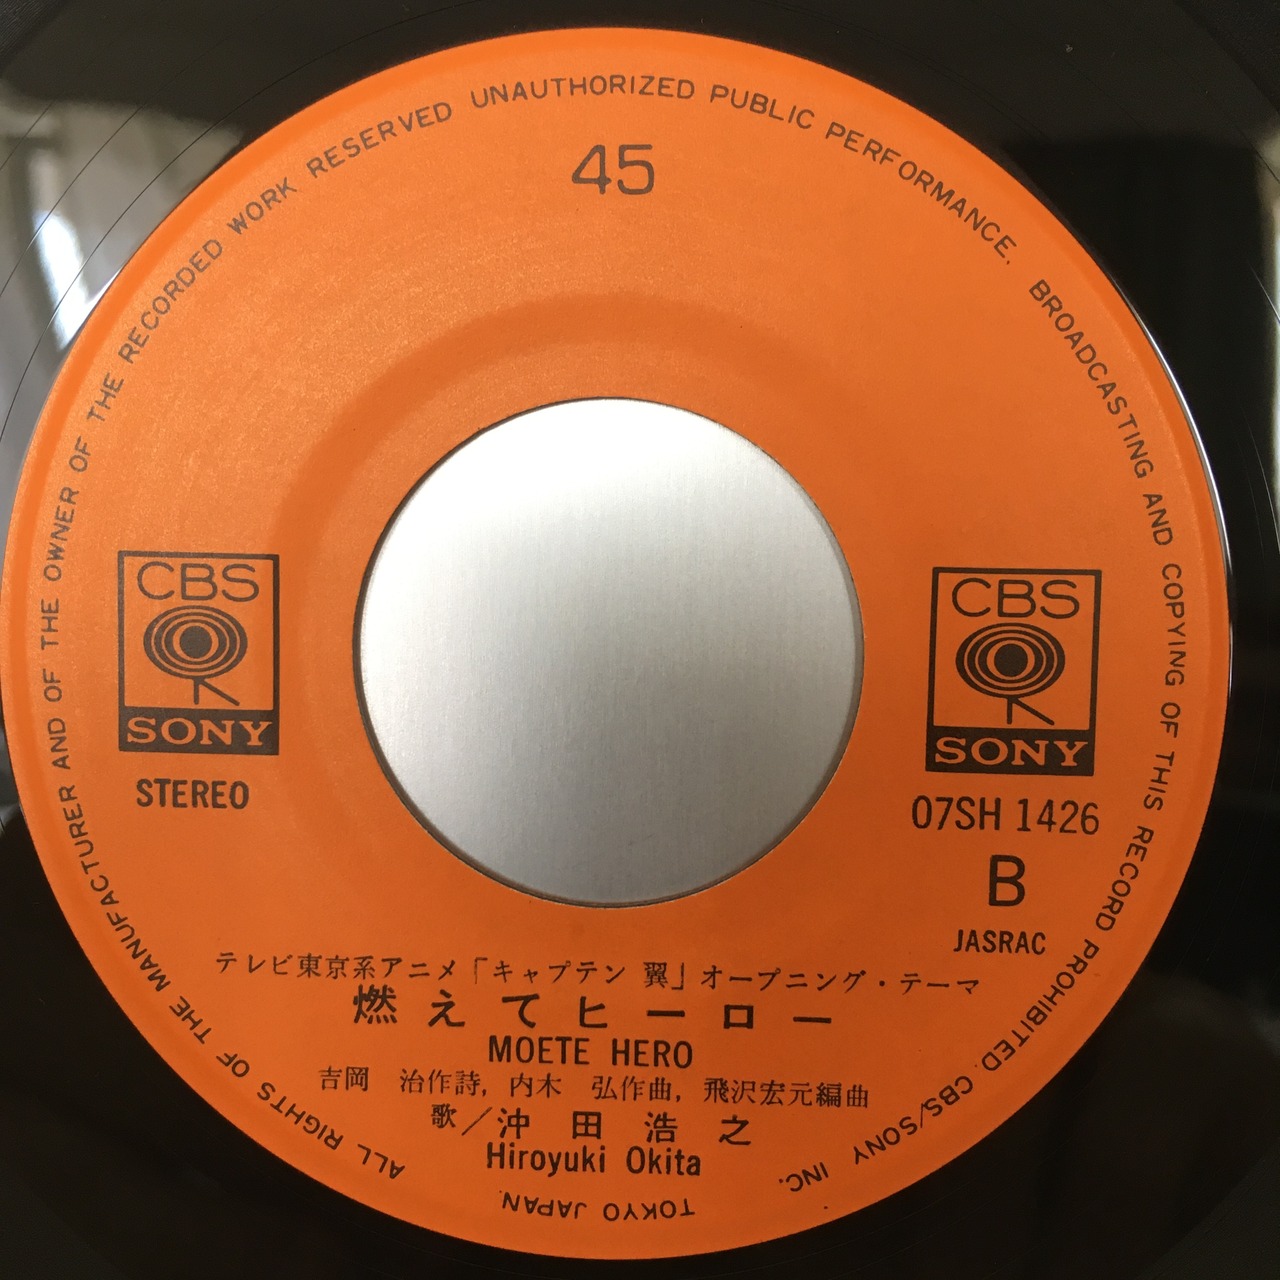 ALL RIGHTS OF THE MANUFACTURER AND OF THE OWNER OF THE RECORDED WORK RESERVED UNAUTHORIZED PUBLIC PERFORMANCE. BROADCASTING AND COPYING OF THIS RECORD PROHIBITED. CBS/SONY INC.
TOKYO JAPAN
45
CBS
SONY
STEREO
CBS
SONY
07SH 1426
B
JASRAC
テレビ東京系アニメ「キャプテン 翼」オープニング・テーマ
燃えてヒーロー
MOETE HERO
吉岡 治作詩, 内木 弘作曲, 飛沢宏元編曲
歌/沖田浩之
Hiroyuki Okita